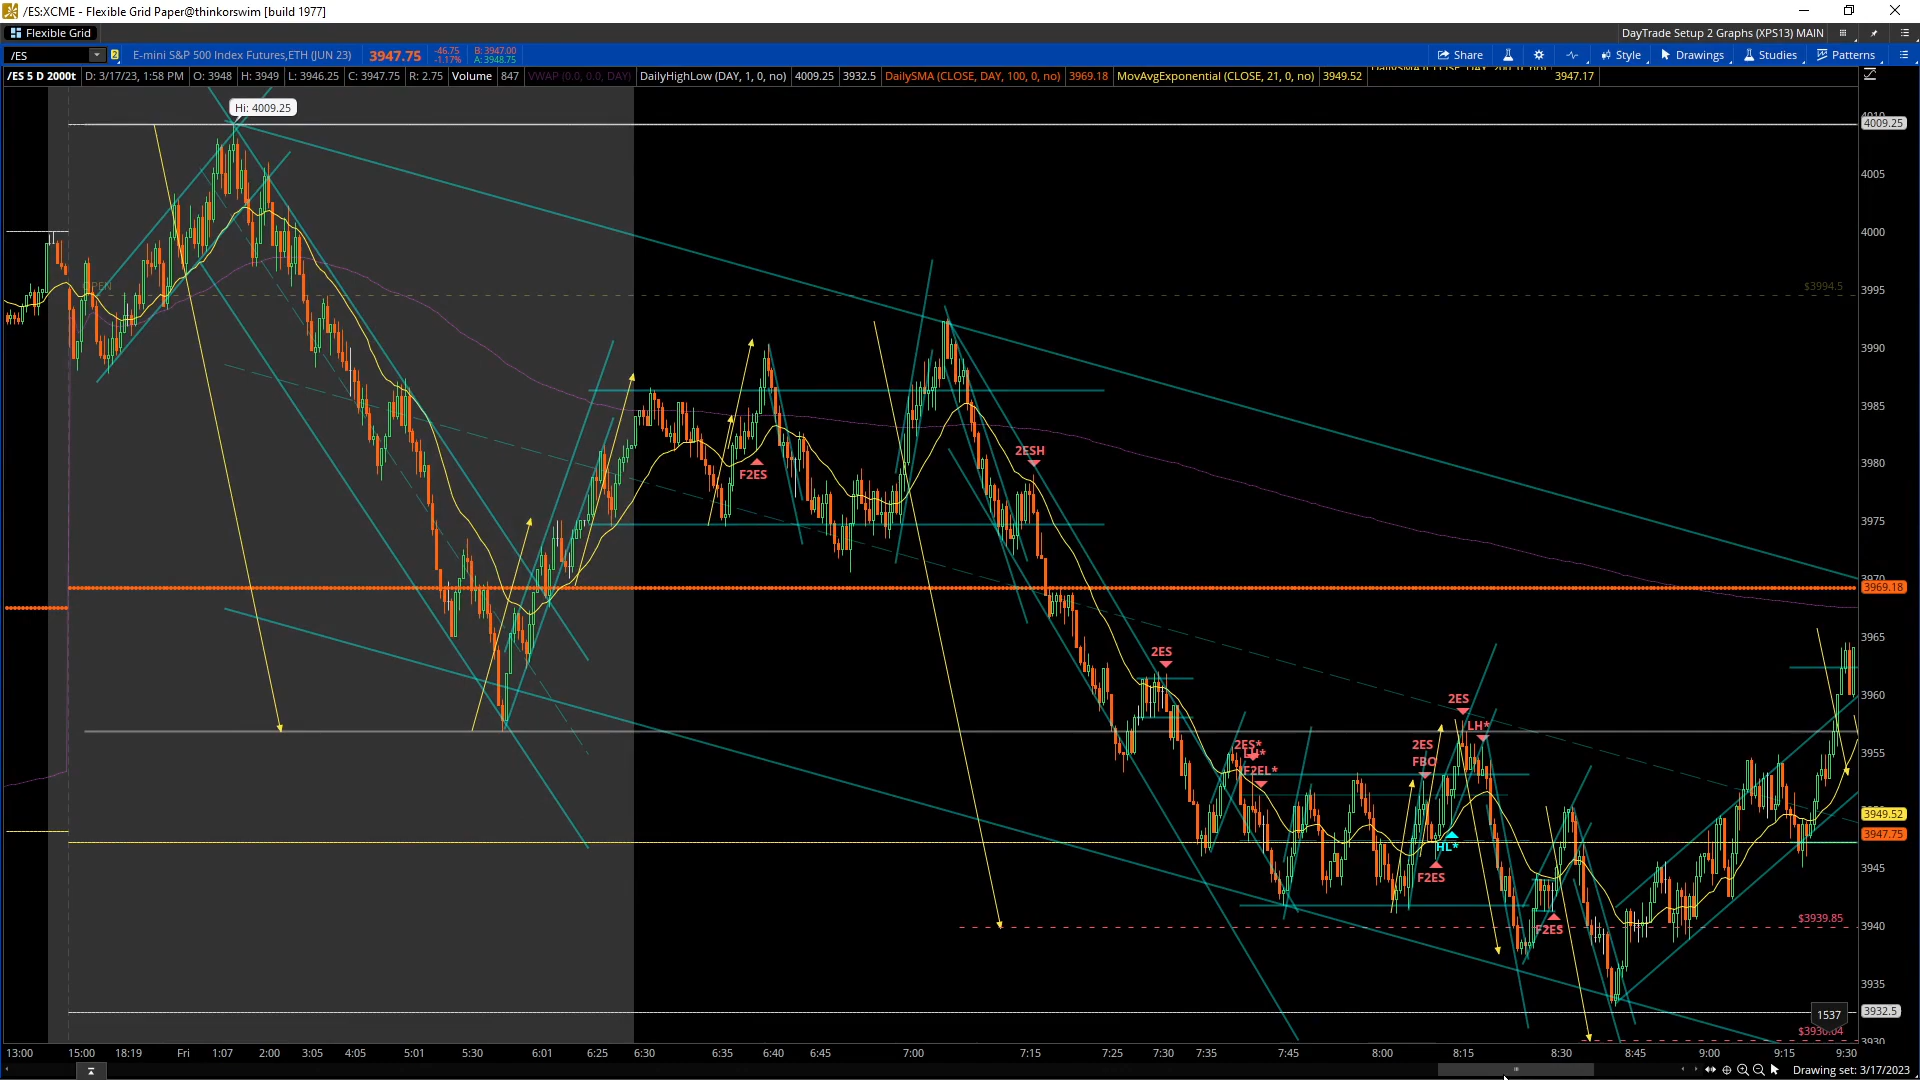 /ES:XCME - Flexible Grid Paper@thinkorswim [build 1977]
Flexible Grid
DayTrade Setup 2 Graphs (XPS13) MAIN
/ES
2
E-mini S&P 500 Index Futures,ETH (JUN 23)
3947.75
-46.75
-1.17%
B: 3947.00
A: 3948.75
Share
Style
Drawings
Studies
Patterns
/ES 5 D 2000t
D: 3/17/23, 1:58 PM
O: 3948
H: 3949
L: 3946.25
C: 3947.75
R: 2.75
Volume
847
VWAP (0.0, 0.0, DAY)
DailyHighLow (DAY, 1, 0, no)
4009.25
3932.5
DailySMA (CLOSE, DAY, 100, 0, no)
3969.18
MovAvgExponential (CLOSE, 21, 0, no)
3949.52
3947.17
Hi: 4009.25
4009.25
4005
4000
OPEN
$3994.5
3995
3990
3985
2ESH
3980
F2ES
3975
3970
3969.18
3965
2ES
3960
2ES
LH*
3955
2ES*
LH*
F2EL*
2ES
FBO
3949.52
3947.75
HL*
F2ES
3945
$3939.85
3940
F2ES
3935
1537
3932.5
3930
13:00
15:00
18:19
Fri
1:07
2:00
3:05
4:05
5:01
5:30
6:01
6:25
6:30
6:35
6:40
6:45
7:00
7:15
7:25
7:30
7:35
7:45
8:00
8:15
8:30
8:45
9:00
9:15
9:30
Drawing set: 3/17/2023